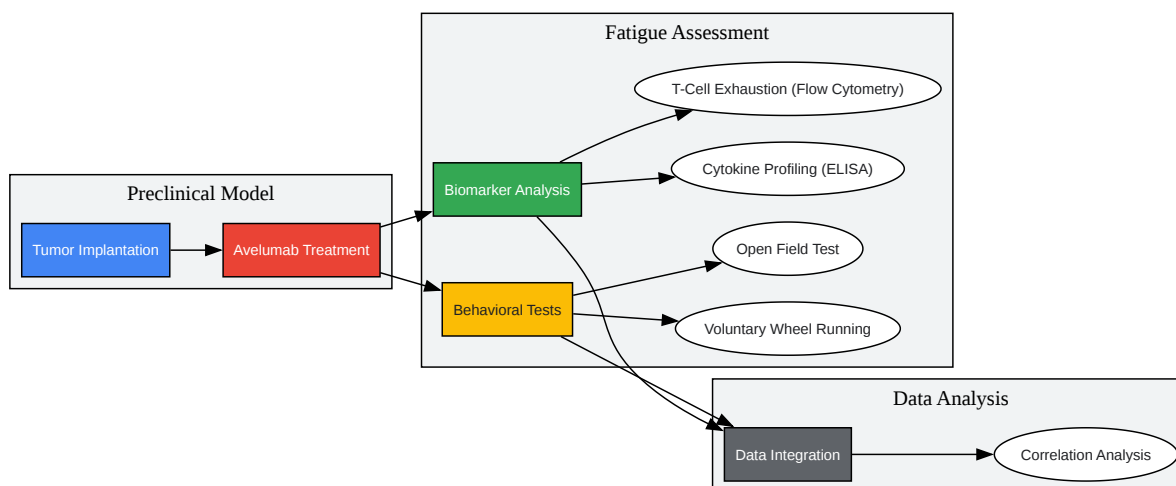 Fatigue Assessment
T-Cell Exhaustion (Flow Cytometry)
Cytokine Profiling (ELISA)
Biomarker Analysis
Preclinical Model
Tumor Implantation
Avelumab Treatment
Open Field Test
Behavioral Tests
Voluntary Wheel Running
Data Analysis
Data Integration
Correlation Analysis